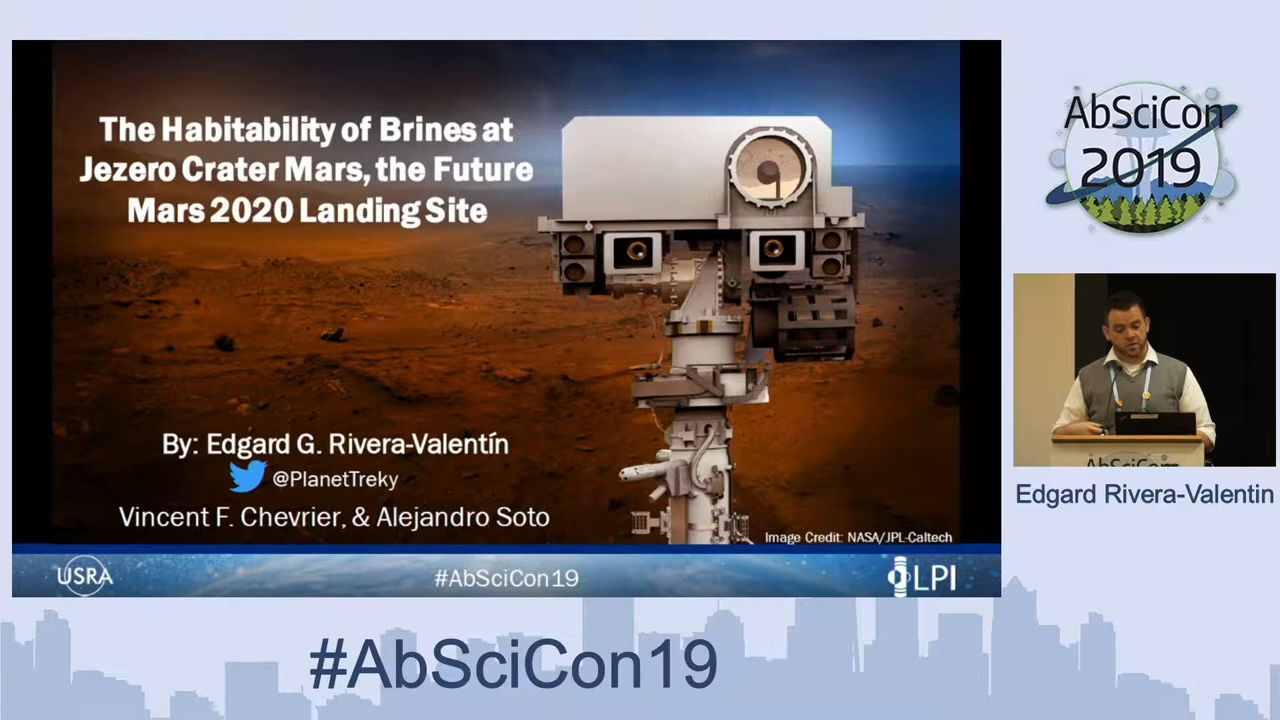 The Habitability of Brines at
Jezero Crater Mars, the Future
Mars 2020 Landing Site
By: Edgard G. Rivera-Valentín
@PlanetTreky
Vincent F. Chevrier, & Alejandro Soto
Image Credit: NASA/JPL-Caltech
USRA
#AbSciCon19
LPI
AbSciCon
2019
AbSciCon
Edgard Rivera-Valentin
#AbSciCon19